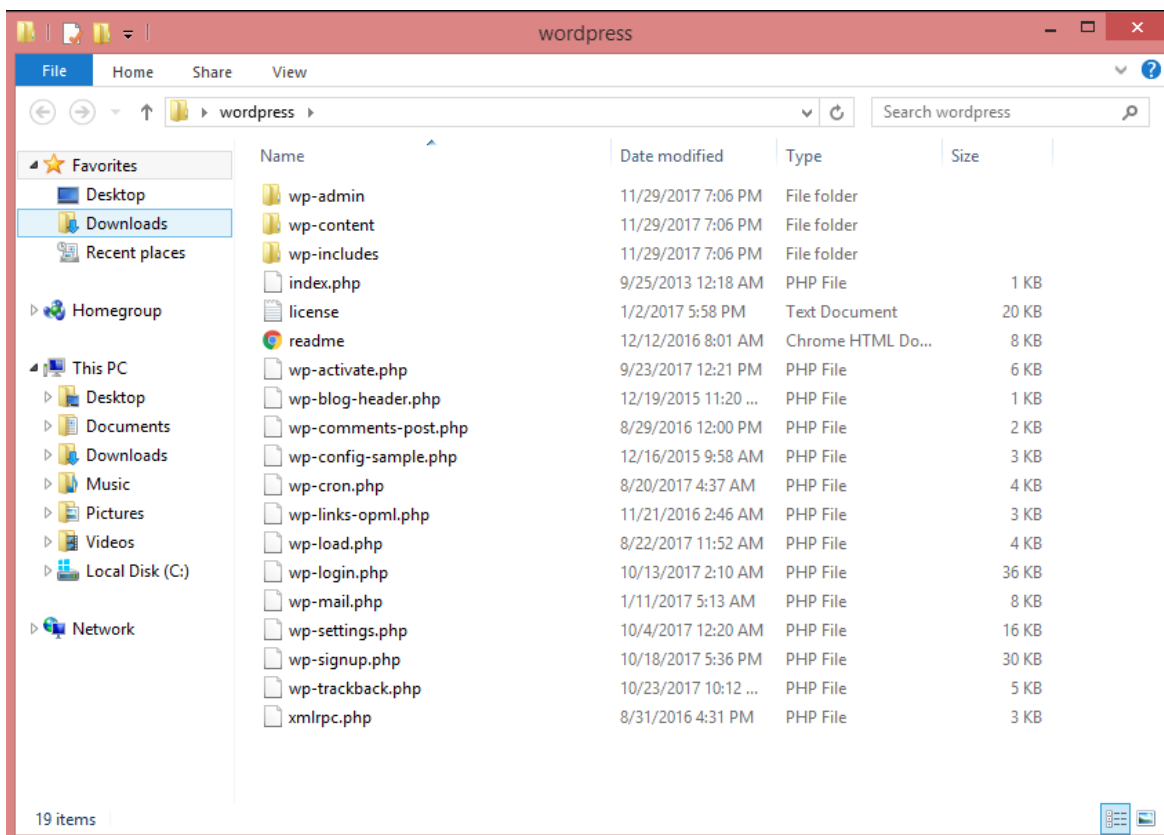 wordpress
File Home Share View
wordpress Search wordpress
Favorites
Desktop
Downloads
Recent places
Homegroup
This PC
Desktop
Documents
Downloads
Music
Pictures
Videos
Local Disk (C:)
Network
Name Date modified Type Size
wp-admin 11/29/2017 7:06 PM File folder
wp-content 11/29/2017 7:06 PM File folder
wp-includes 11/29/2017 7:06 PM File folder
index.php 9/25/2013 12:18 AM PHP File 1 KB
license 1/2/2017 5:58 PM Text Document 20 KB
readme 12/12/2016 8:01 AM Chrome HTML Do... 8 KB
wp-activate.php 9/23/2017 12:21 PM PHP File 6 KB
wp-blog-header.php 12/19/2015 11:20 ... PHP File 1 KB
wp-comments-post.php 8/29/2016 12:00 PM PHP File 2 KB
wp-config-sample.php 12/16/2015 9:58 AM PHP File 3 KB
wp-cron.php 8/20/2017 4:37 AM PHP File 4 KB
wp-links-opml.php 11/21/2016 2:46 AM PHP File 3 KB
wp-load.php 8/22/2017 11:52 AM PHP File 4 KB
wp-login.php 10/13/2017 2:10 AM PHP File 36 KB
wp-mail.php 1/11/2017 5:13 AM PHP File 8 KB
wp-settings.php 10/4/2017 12:20 AM PHP File 16 KB
wp-signup.php 10/18/2017 5:36 PM PHP File 30 KB
wp-trackback.php 10/23/2017 10:12 ... PHP File 5 KB
xmlrpc.php 8/31/2016 4:31 PM PHP File 3 KB
19 items